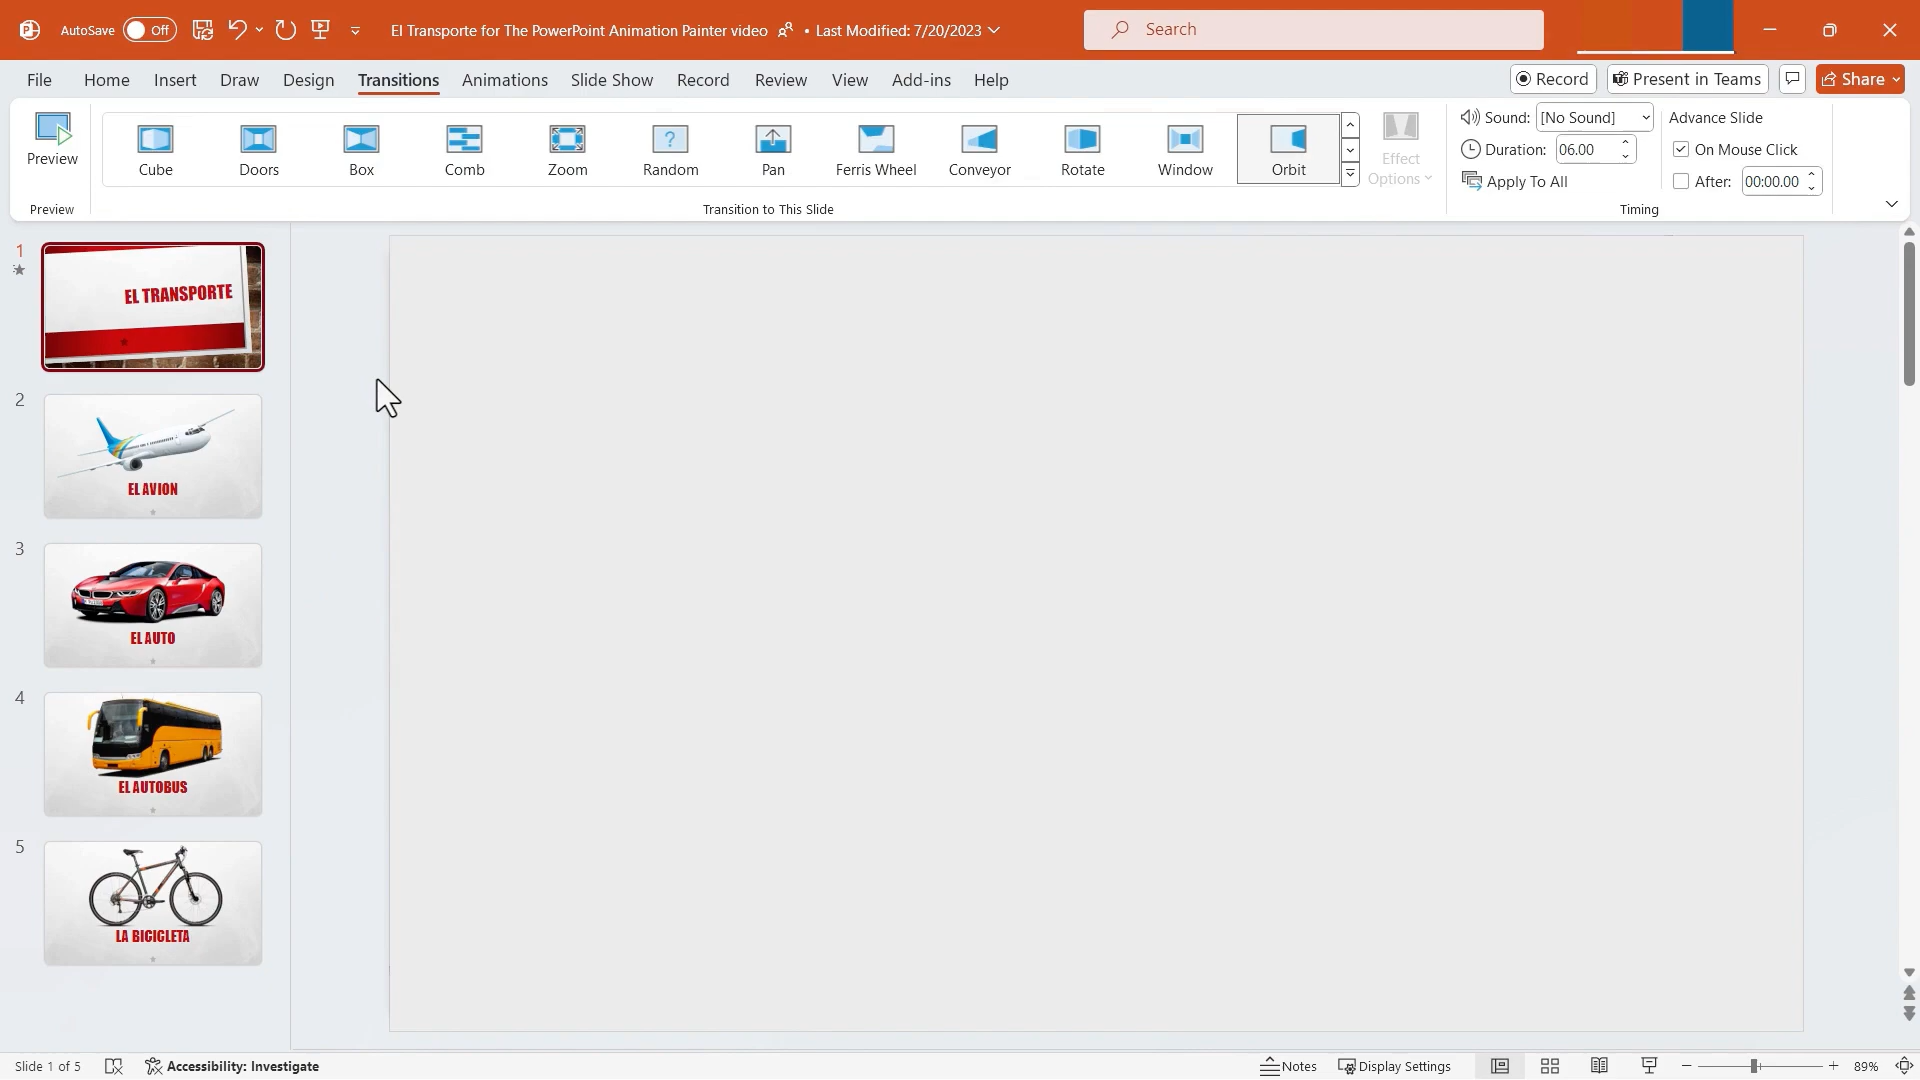 AutoSave Off El Transporte for The PowerPoint Animation Painter video • Last Modified: 7/20/2023 Search
File Home Insert Draw Design Transitions Animations Slide Show Record Review View Add-ins Help Record Present in Teams Share
Preview
Cube Doors Box Comb Zoom ? Random Pan Ferris Wheel Conveyor Rotate Window Orbit
Effect
Options
Sound: [No Sound]
Duration: 06.00
Apply To All
Advance Slide
On Mouse Click
After: 00:00.00
Preview Transition to This Slide Timing
1
EL TRANSPORTE
2
EL AVION
3
EL AUTO
4
EL AUTOBUS
5
LA BICICLETA
Slide 1 of 5 Accessibility: Investigate Notes Display Settings 89%